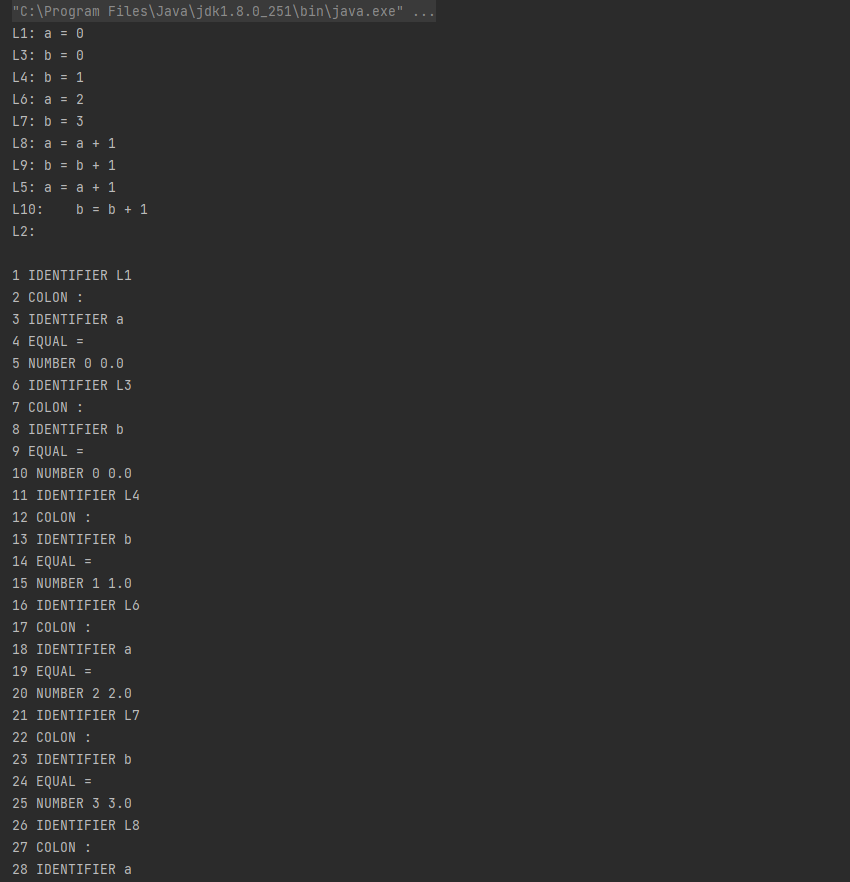 "C:\Program Files\Java\jdk1.8.0_251\bin\java.exe" ...
L1: a = 0
L3: b = 0
L4: b = 1
L6: a = 2
L7: b = 3
L8: a = a + 1
L9: b = b + 1
L5: a = a + 1
L10:    b = b + 1
L2:

1 IDENTIFIER L1
2 COLON :
3 IDENTIFIER a
4 EQUAL =
5 NUMBER 0 0.0
6 IDENTIFIER L3
7 COLON :
8 IDENTIFIER b
9 EQUAL =
10 NUMBER 0 0.0
11 IDENTIFIER L4
12 COLON :
13 IDENTIFIER b
14 EQUAL =
15 NUMBER 1 1.0
16 IDENTIFIER L6
17 COLON :
18 IDENTIFIER a
19 EQUAL =
20 NUMBER 2 2.0
21 IDENTIFIER L7
22 COLON :
23 IDENTIFIER b
24 EQUAL =
25 NUMBER 3 3.0
26 IDENTIFIER L8
27 COLON :
28 IDENTIFIER a